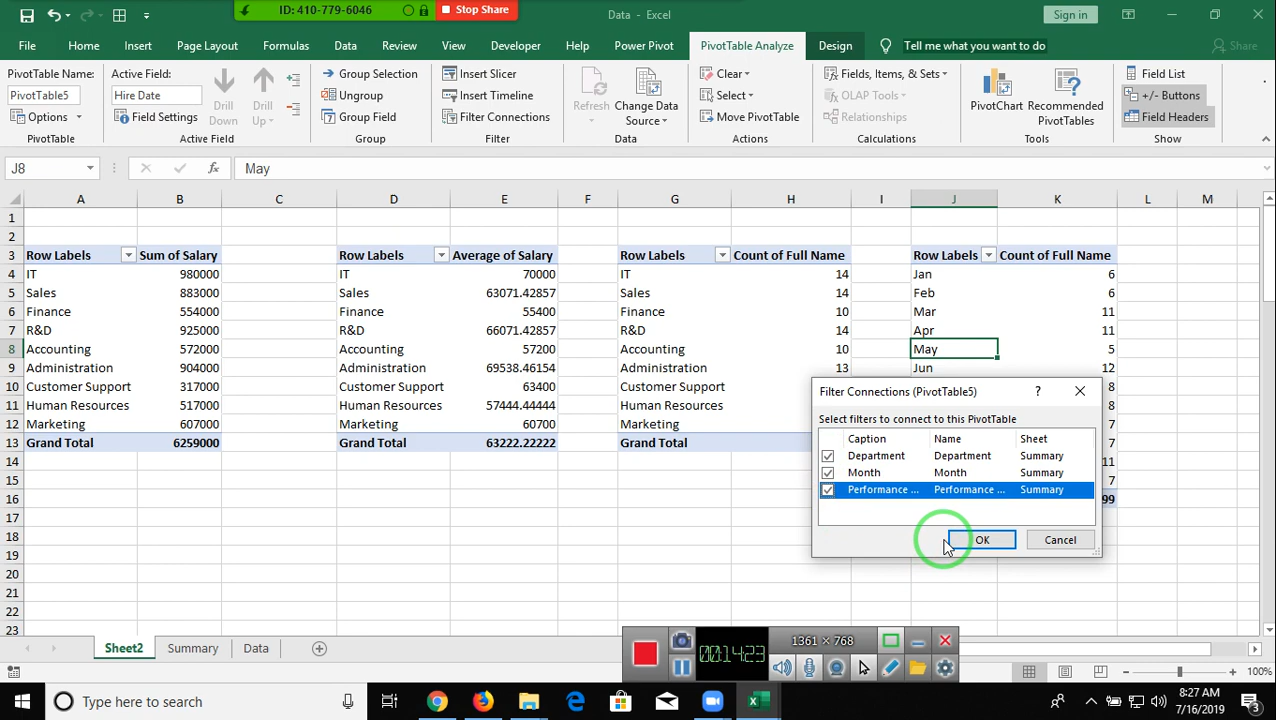 ID: 410-779-6046 Stop Share
Data - Excel
Sign in
File Home Insert Page Layout Formulas Data Review View Developer Help Power Pivot PivotTable Analyze Design Tell me what you want to do Share
PivotTable Name: Active Field: Group Selection Insert Slicer Clear Fields, Items, & Sets Field List
PivotTable5 Hire Date Drill Down Drill Up Ungroup Insert Timeline Refresh Change Data Source Select OLAP Tools PivotChart Recommended PivotTables +/- Buttons
Options Field Settings Group Field Filter Connections Move PivotTable Relationships Field Headers
PivotTable Active Field Group Filter Data Actions Calculations Tools Show
J8 fx May
A B C D E F G H I J K L M
1
2
3 Row Labels Sum of Salary Row Labels Average of Salary Row Labels Count of Full Name Row Labels Count of Full Name
4 IT 980000 IT 70000 IT 14 Jan 6
5 Sales 883000 Sales 63071.42857 Sales 14 Feb 6
6 Finance 554000 Finance 55400 Finance 10 Mar 11
7 R&D 925000 R&D 66071.42857 R&D 14 Apr 11
8 Accounting 572000 Accounting 57200 Accounting 10 May 5
9 Administration 904000 Administration 69538.46154 Administration 13 Jun 12
10 Customer Support 317000 Customer Support 63400 Customer Support 8
11 Human Resources 517000 Human Resources 57444.44444 Human Resources 8
12 Marketing 607000 Marketing 60700 Marketing 7
13 Grand Total 6259000 Grand Total 63222.22222 Grand Total 7
14 11
15 7
16 99
17
18
19
20
21
22
23
Filter Connections (PivotTable5) ?
Select filters to connect to this PivotTable
Caption Name Sheet
Department Department Summary
Month Month Summary
Performance ... Performance ... Summary
OK Cancel
Sheet2 Summary Data
00:14:23 1361 × 768
100%
Type here to search
8:27 AM
7/16/2019
3